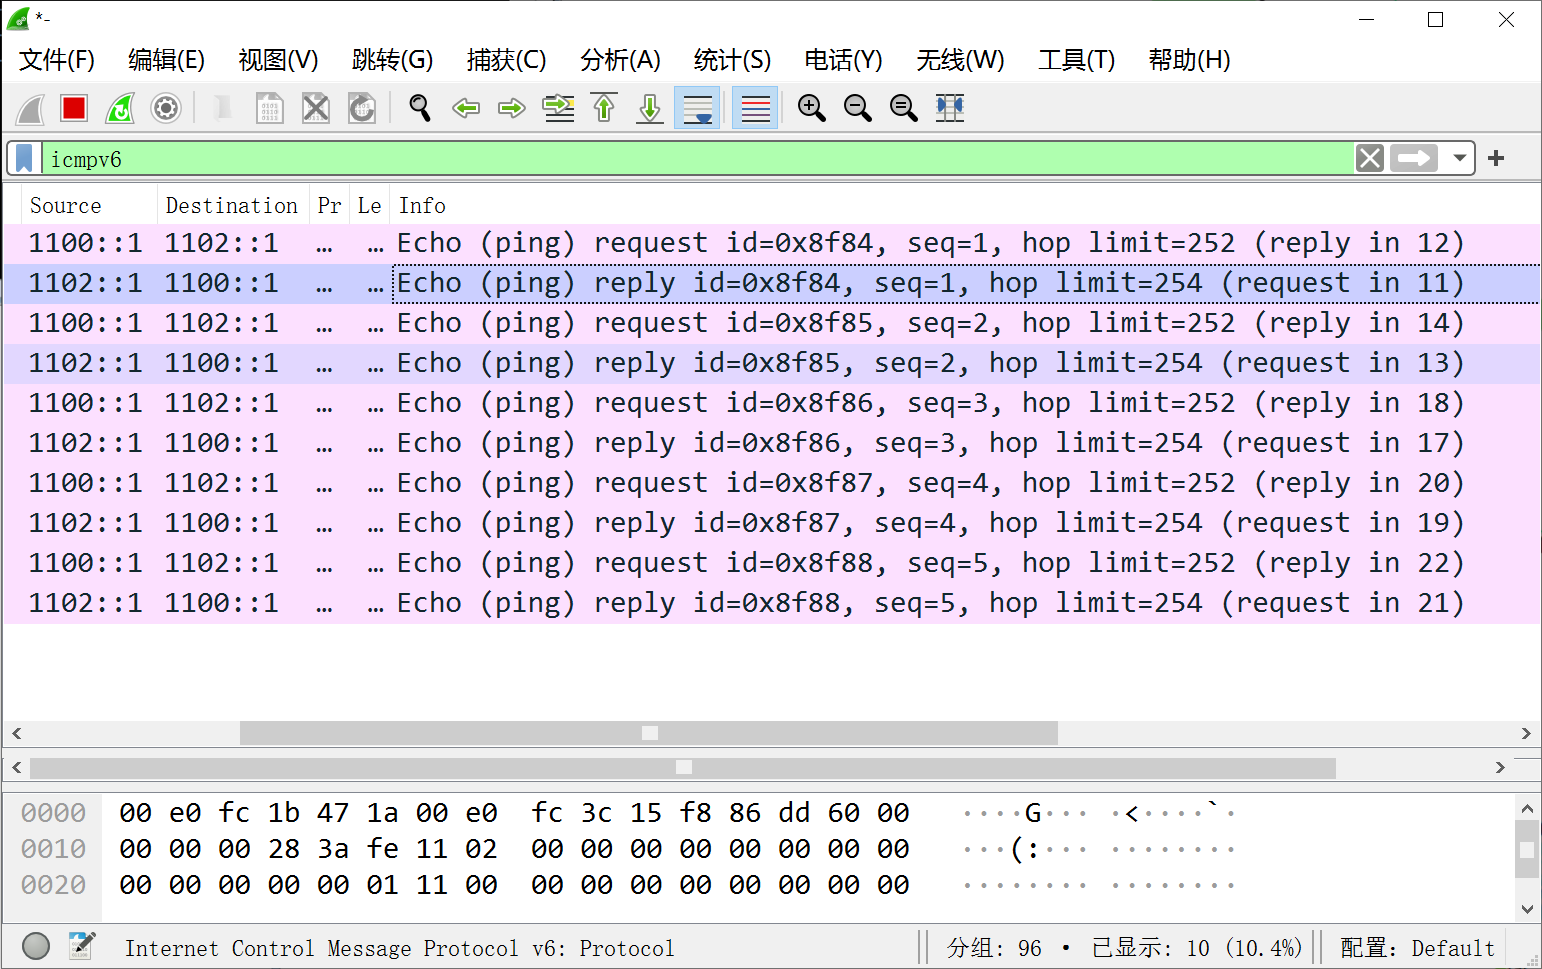 *-
文件(F) 编辑(E) 视图(V) 跳转(G) 捕获(C) 分析(A) 统计(S) 电话(Y) 无线(W) 工具(T) 帮助(H)
icmpv6
Source Destination Pr Le Info
1100::1 1102::1 … … Echo (ping) request id=0x8f84, seq=1, hop limit=252 (reply in 12)
1102::1 1100::1 … … Echo (ping) reply id=0x8f84, seq=1, hop limit=254 (request in 11)
1100::1 1102::1 … … Echo (ping) request id=0x8f85, seq=2, hop limit=252 (reply in 14)
1102::1 1100::1 … … Echo (ping) reply id=0x8f85, seq=2, hop limit=254 (request in 13)
1100::1 1102::1 … … Echo (ping) request id=0x8f86, seq=3, hop limit=252 (reply in 18)
1102::1 1100::1 … … Echo (ping) reply id=0x8f86, seq=3, hop limit=254 (request in 17)
1100::1 1102::1 … … Echo (ping) request id=0x8f87, seq=4, hop limit=252 (reply in 20)
1102::1 1100::1 … … Echo (ping) reply id=0x8f87, seq=4, hop limit=254 (request in 19)
1100::1 1102::1 … … Echo (ping) request id=0x8f88, seq=5, hop limit=252 (reply in 22)
1102::1 1100::1 … … Echo (ping) reply id=0x8f88, seq=5, hop limit=254 (request in 21)
0000 00 e0 fc 1b 47 1a 00 e0 fc 3c 15 f8 86 dd 60 00 ····G··· ·<····`·
0010 00 00 00 28 3a fe 11 02 00 00 00 00 00 00 00 00 ···(:··· ········
0020 00 00 00 00 00 01 11 00 00 00 00 00 00 00 00 00 ········ ········
Internet Control Message Protocol v6: Protocol 分组: 96 · 已显示: 10 (10.4%) 配置: Default